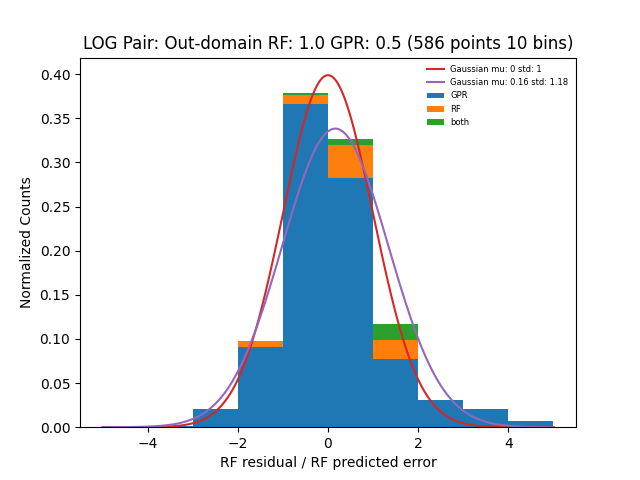 LOG Pair: Out-domain RF: 1.0 GPR: 0.5 (586 points 10 bins)
Gaussian mu: 0 std: 1
Gaussian mu: 0.16 std: 1.18
GPR
RF
both
Normalized Counts
0.40
0.35
0.30
0.25
0.20
0.15
0.10
0.05
0.00
−4 −2 0 2 4
RF residual / RF predicted error